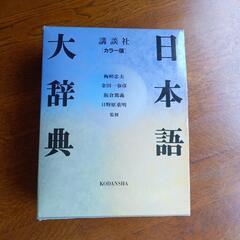 講談社
カラー版
日本語
大辞典
梅棹忠夫
金田一春彦
阪倉篤義
日野原重明
監修
KODANSHA